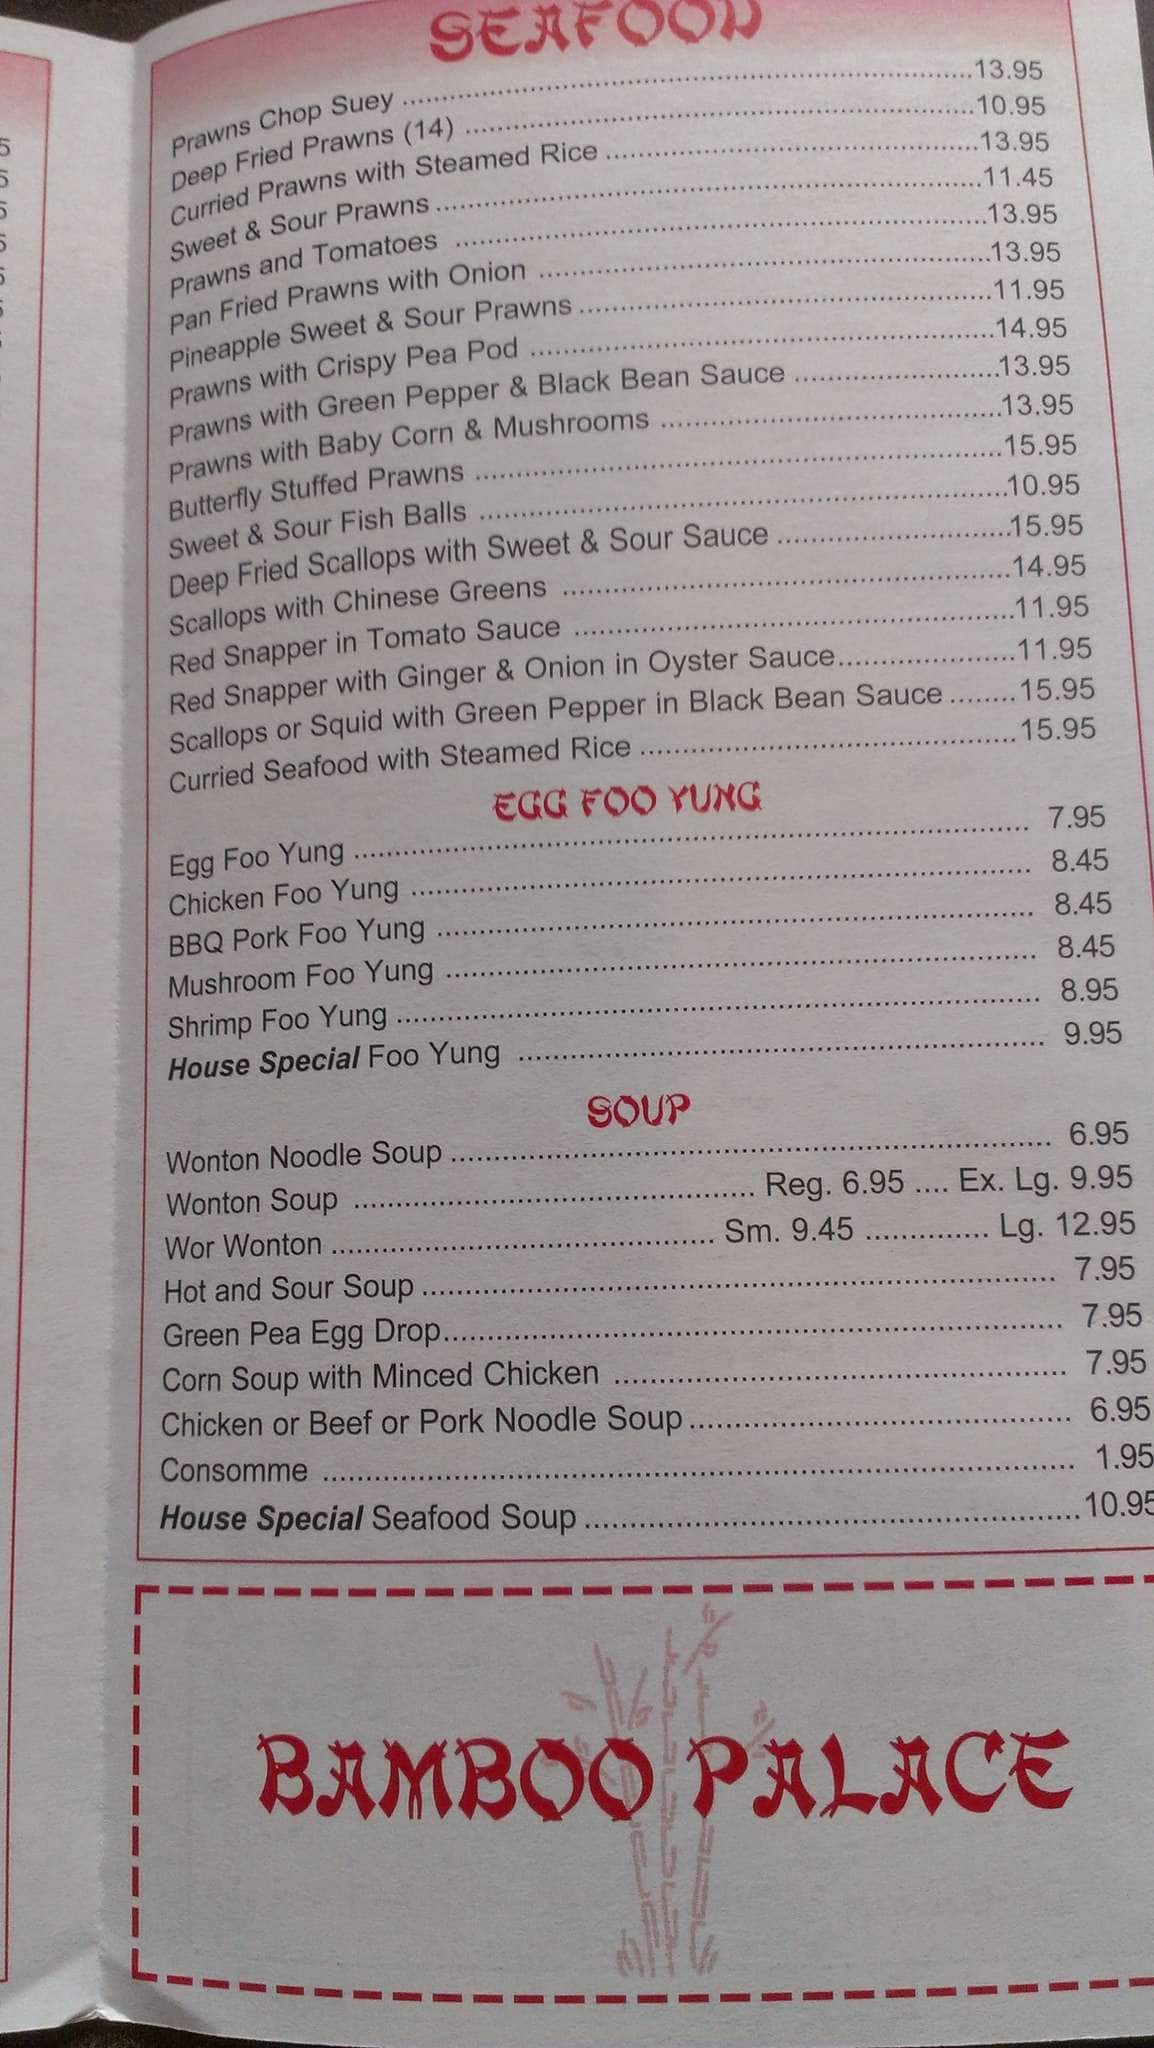 SEAFOOD
Prawns Chop Suey ........ 13.95
Deep Fried Prawns (14) ........ 10.95
Curried Prawns with Steamed Rice ........ 13.95
Sweet & Sour Prawns ........ 11.45
Prawns and Tomatoes ........ 13.95
Pan Fried Prawns with Onion ........ 13.95
Pineapple Sweet & Sour Prawns ........ 11.95
Prawns with Crispy Pea Pod ........ 14.95
Prawns with Green Pepper & Black Bean Sauce ........ 13.95
Prawns with Baby Corn & Mushrooms ........ 13.95
Butterfly Stuffed Prawns ........ 15.95
Sweet & Sour Fish Balls ........ 10.95
Deep Fried Scallops with Sweet & Sour Sauce ........ 15.95
Scallops with Chinese Greens ........ 14.95
Red Snapper in Tomato Sauce ........ 11.95
Red Snapper with Ginger & Onion in Oyster Sauce ........ 11.95
Scallops or Squid with Green Pepper in Black Bean Sauce ........ 15.95
Curried Seafood with Steamed Rice ........ 15.95
EGG FOO YUNG
Egg Foo Yung ........ 7.95
Chicken Foo Yung ........ 8.45
BBQ Pork Foo Yung ........ 8.45
Mushroom Foo Yung ........ 8.45
Shrimp Foo Yung ........ 8.95
House Special Foo Yung ........ 9.95
SOUP
Wonton Noodle Soup ........ 6.95
Wonton Soup ........ Reg. 6.95 .... Ex. Lg. 9.95
Wor Wonton ........ Sm. 9.45 ........ Lg. 12.95
Hot and Sour Soup ........ 7.95
Green Pea Egg Drop ........ 7.95
Corn Soup with Minced Chicken ........ 7.95
Chicken or Beef or Pork Noodle Soup ........ 6.95
Consomme ........ 1.95
House Special Seafood Soup ........ 10.95
BAMBOO PALACE